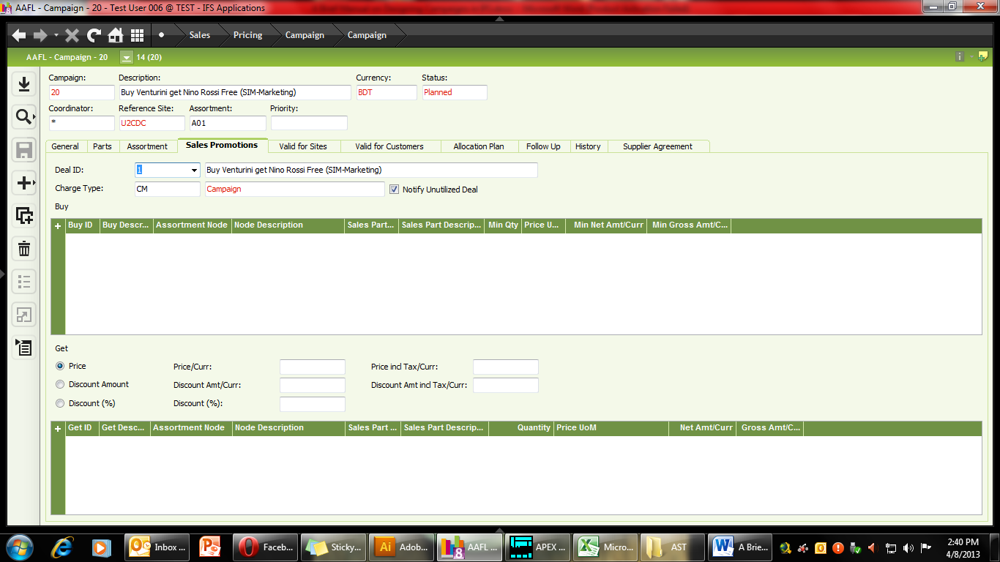 AAFL - Campaign - 20 - Test User 006 @ TEST - IFS Applications
Sales Pricing Campaign Campaign
AAFL - Campaign - 20 14 (20)
Campaign: Description: Currency: Status:
20 Buy Venturini get Nino Rossi Free (SIM-Marketing) BDT Planned
Coordinator: Reference Site: Assortment: Priority:
* U2CDC A01
General Parts Assortment Sales Promotions Valid for Sites Valid for Customers Allocation Plan Follow Up History Supplier Agreement
Deal ID: 1 Buy Venturini get Nino Rossi Free (SIM-Marketing)
Charge Type: CM Campaign Notify Unutilized Deal
Buy
+ Buy ID Buy Descr... Assortment Node Node Description Sales Part... Sales Part Descrip... Min Qty Price U... Min Net Amt/Curr Min Gross Amt/C...
Get
Price Price/Curr: Price incl Tax/Curr:
Discount Amount Discount Amt/Curr: Discount Amt incl Tax/Curr:
Discount (%) Discount (%):
+ Get ID Get Desc... Assortment Node Node Description Sales Part ... Sales Part Descrip... Quantity Price UoM Net Amt/Curr Gross Amt/C...
Inbox ... Faceb... Sticky... Adob... AAFL ... APEX ... Micro... AST A Brie... 2:40 PM
4/8/2013